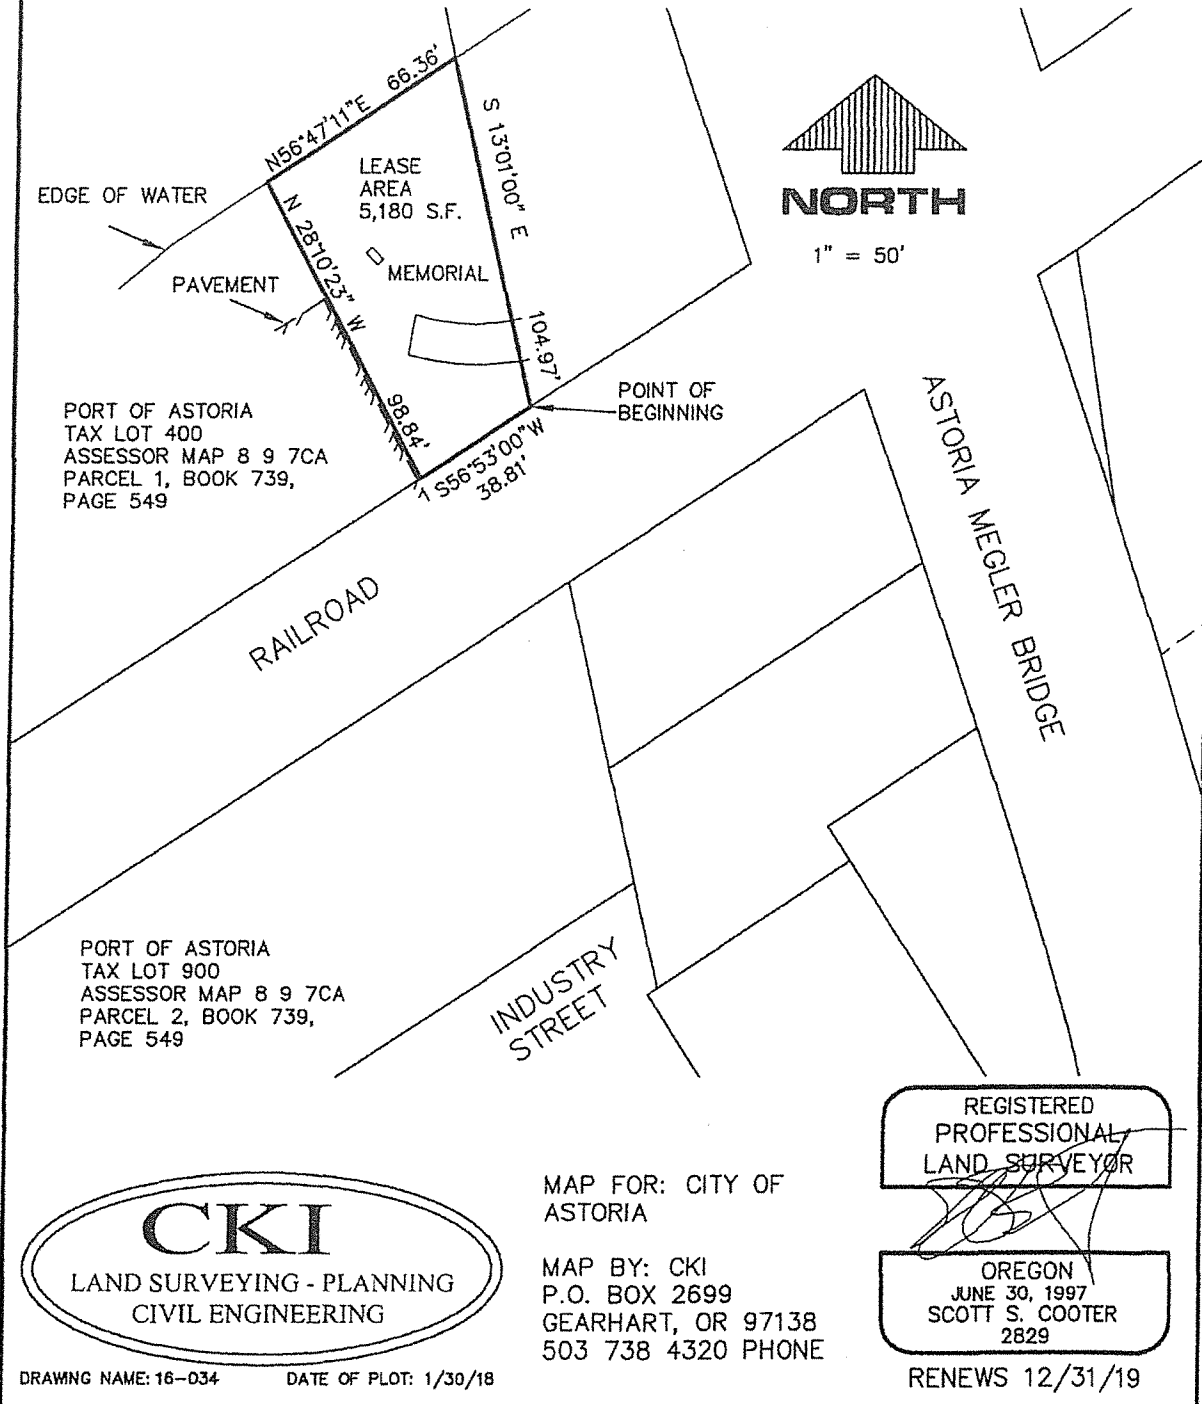 N56°47'11"E 66.36'
S 13°01'00" E
104.97'
LEASE
AREA
5,180 S.F.
NORTH
1" = 50'
EDGE OF WATER
N 28°10'23" W
98.84'
PAVEMENT
MEMORIAL
POINT OF
BEGINNING
PORT OF ASTORIA
TAX LOT 400
ASSESSOR MAP 8 9 7CA
PARCEL 1, BOOK 739,
PAGE 549
1 S56°53'00"W
38.81'
ASTORIA MEGLER BRIDGE
RAILROAD
PORT OF ASTORIA
TAX LOT 900
ASSESSOR MAP 8 9 7CA
PARCEL 2, BOOK 739,
PAGE 549
INDUSTRY
STREET
CKI
LAND SURVEYING - PLANNING
CIVIL ENGINEERING
DRAWING NAME: 16-034 DATE OF PLOT: 1/30/18
MAP FOR: CITY OF
ASTORIA
MAP BY: CKI
P.O. BOX 2699
GEARHART, OR 97138
503 738 4320 PHONE
REGISTERED
PROFESSIONAL
LAND SURVEYOR
OREGON
JUNE 30, 1997
SCOTT S. COOTER
2829
RENEWS 12/31/19